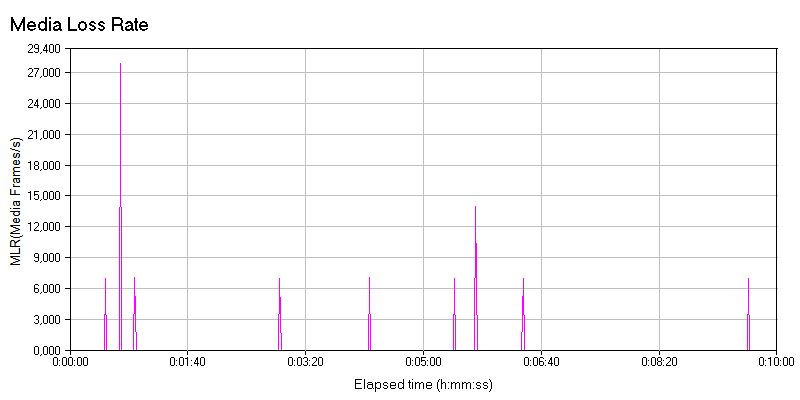 Media Loss Rate
29,400
27,000
24,000
21,000
18,000
15,000
12,000
9,000
6,000
3,000
0,000
MLR(Media Frames/s)
0:00:00 0:01:40 0:03:20 0:05:00 0:06:40 0:08:20 0:10:00
Elapsed time (h:mm:ss)